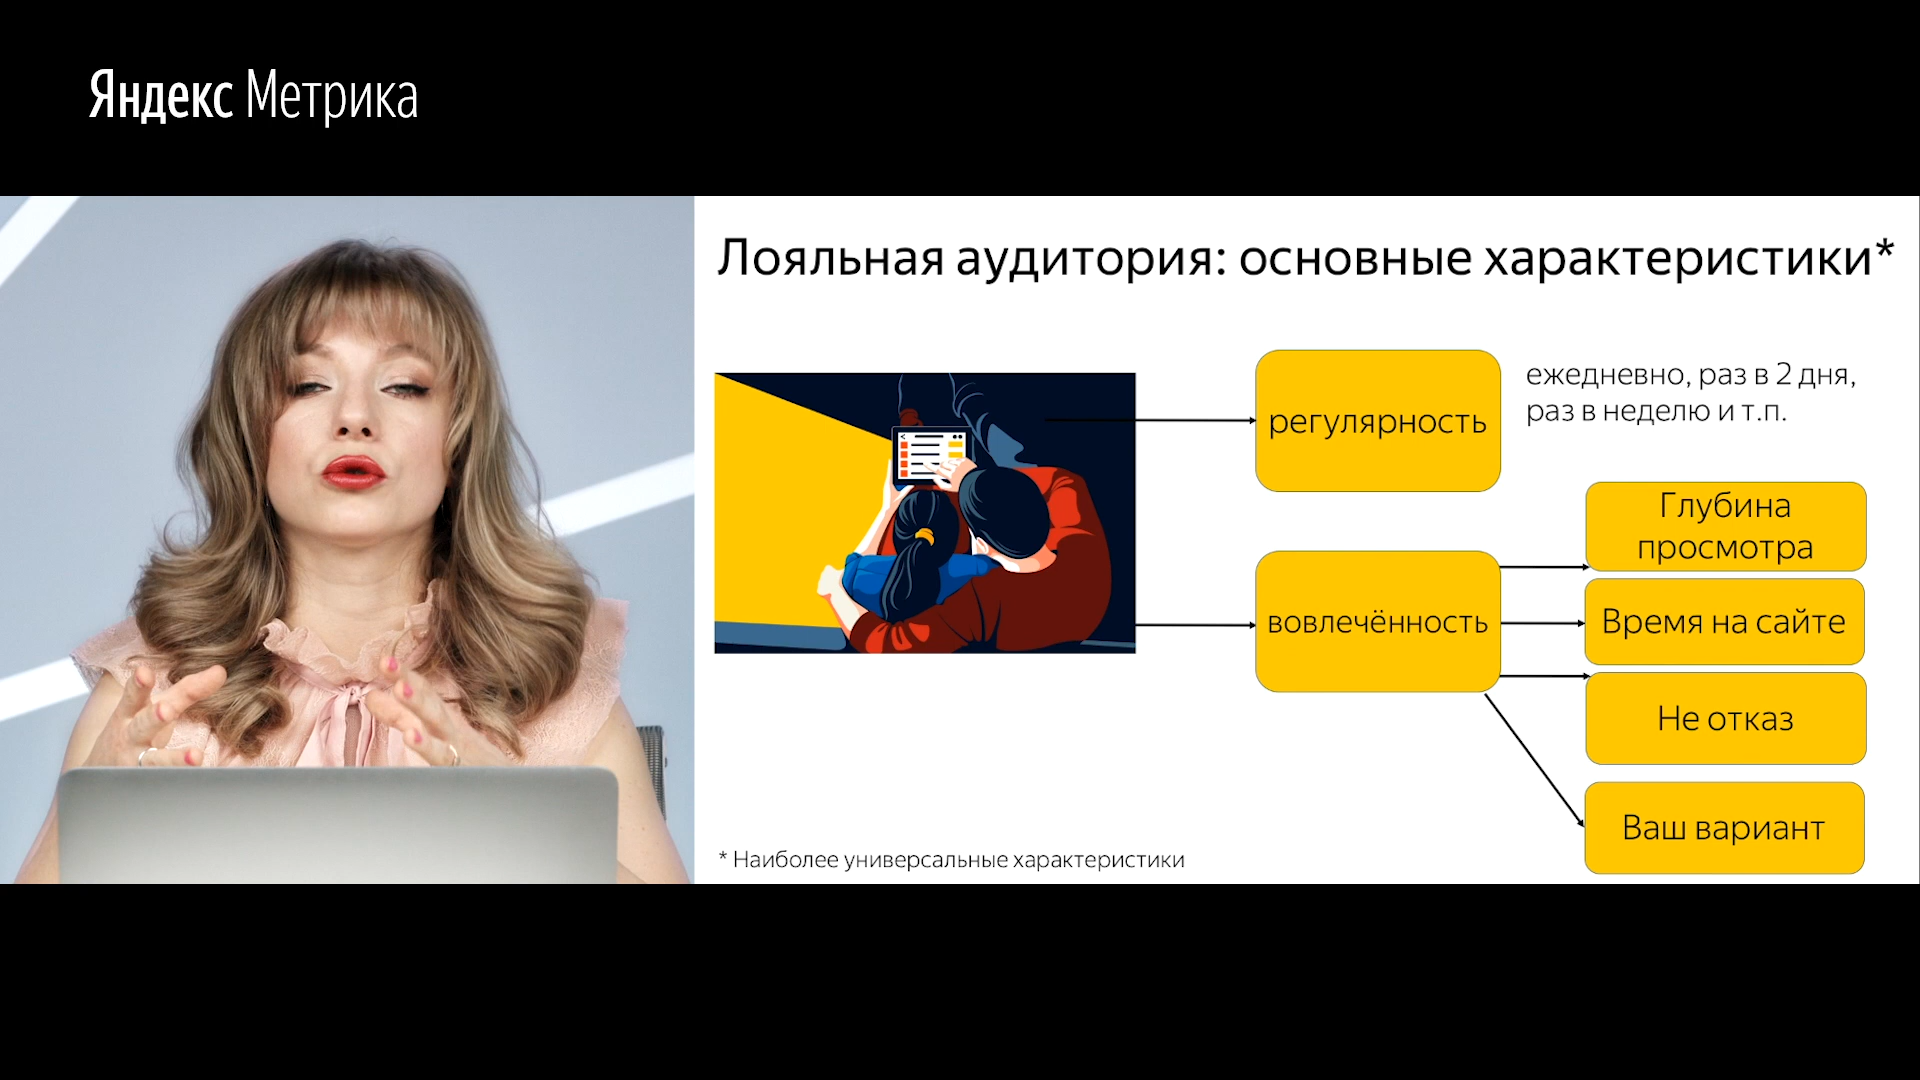 Яндекс Метрика
Лояльная аудитория: основные характеристики*
регулярность
ежедневно, раз в 2 дня,
раз в неделю и т.п.
вовлечённость
Глубина
просмотра
Время на сайте
Не отказ
Ваш вариант
* Наиболее универсальные характеристики